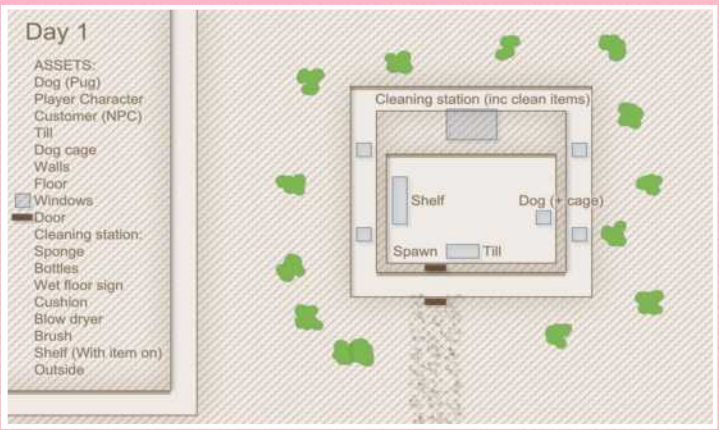 Day 1
ASSETS:
Dog (Pug)
Player Character
Customer (NPC)
Till
Dog cage
Walls
Floor
Windows
Door
Cleaning station:
Sponge
Bottles
Wet floor sign
Cushion
Blow dryer
Brush
Shelf (With item on)
Outside
Cleaning station (inc clean items)
Shelf
Dog (+ cage)
Spawn
Till